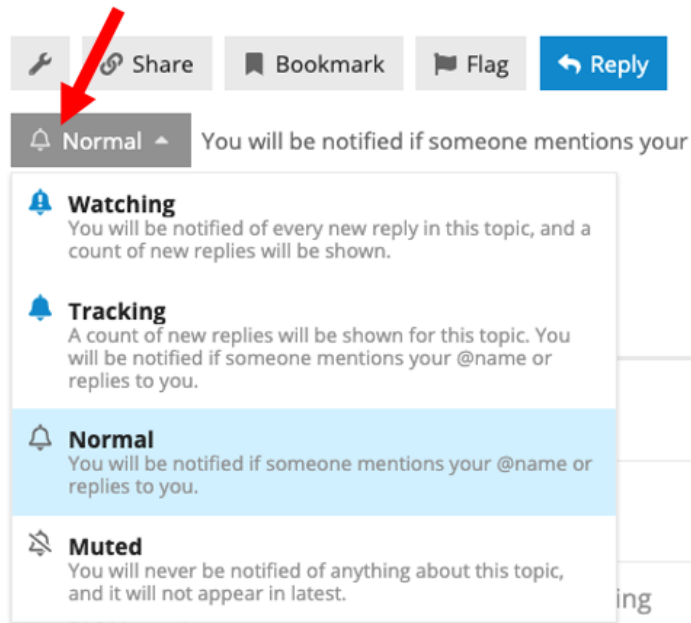 Share
Bookmark
Flag
Reply
Normal
You will be notified if someone mentions your
Watching
You will be notified of every new reply in this topic, and a
count of new replies will be shown.
Tracking
A count of new replies will be shown for this topic. You
will be notified if someone mentions your @name or
replies to you.
Normal
You will be notified if someone mentions your @name or
replies to you.
Muted
You will never be notified of anything about this topic,
and it will not appear in latest.
ing